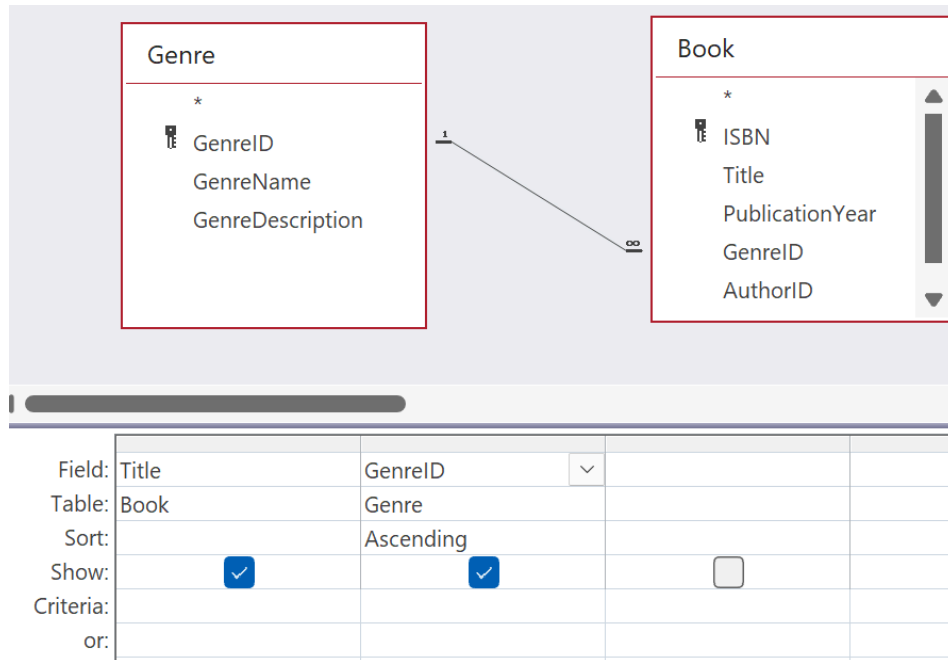 Genre
*
GenreID
GenreName
GenreDescription
1
∞
Book
*
ISBN
Title
PublicationYear
GenreID
AuthorID
Field: Title GenreID
Table: Book Genre
Sort: Ascending
Show:
Criteria:
or: